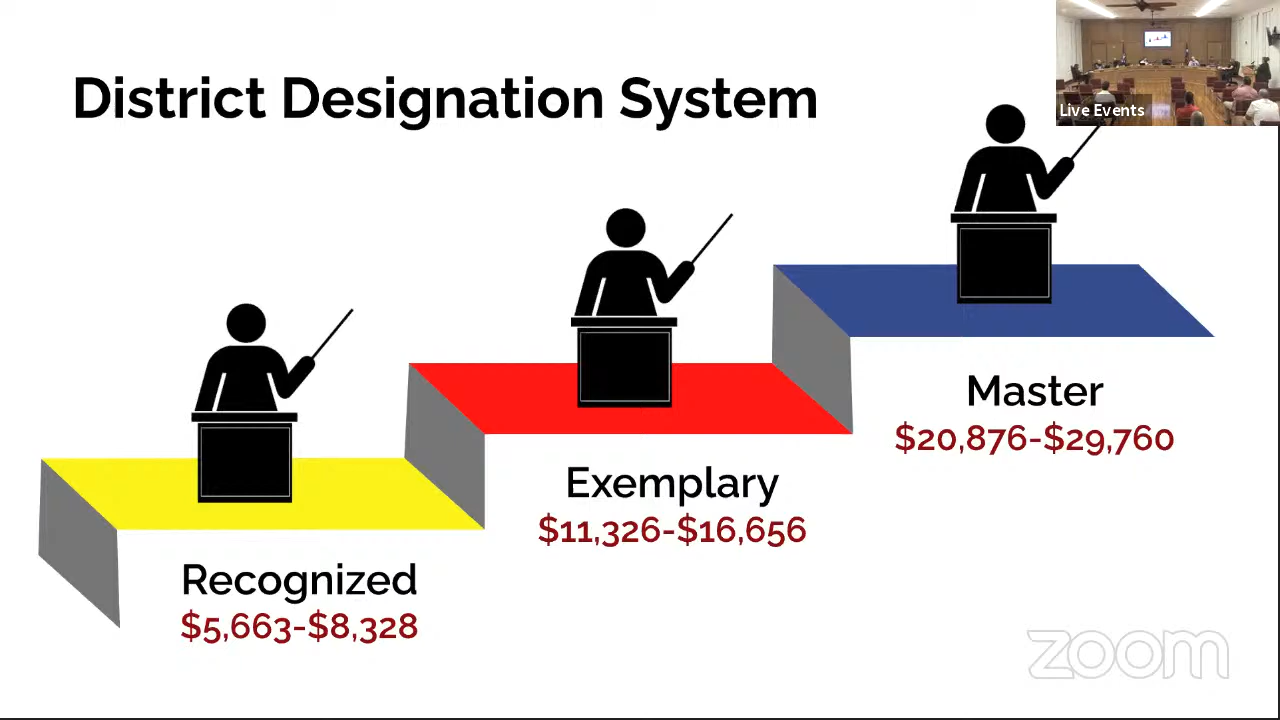 District Designation System
Live Events
Master
$20,876-$29,760
Exemplary
$11,326-$16,656
Recognized
$5,663-$8,328
zoom